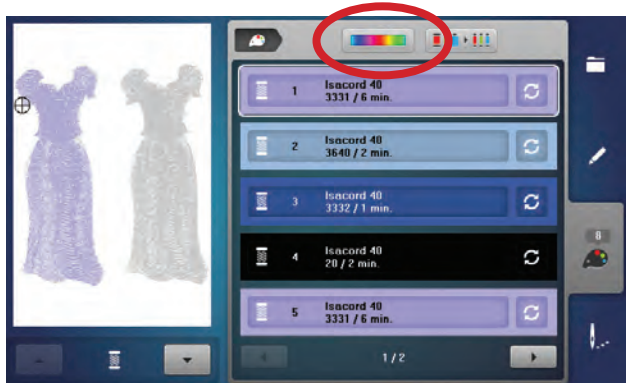 1
Isacord 40
3331 / 6 min.
2
Isacord 40
3640 / 2 min.
3
Isacord 40
3332 / 1 min.
4
Isacord 40
20 / 2 min.
5
Isacord 40
3331 / 6 min.
1/2
8